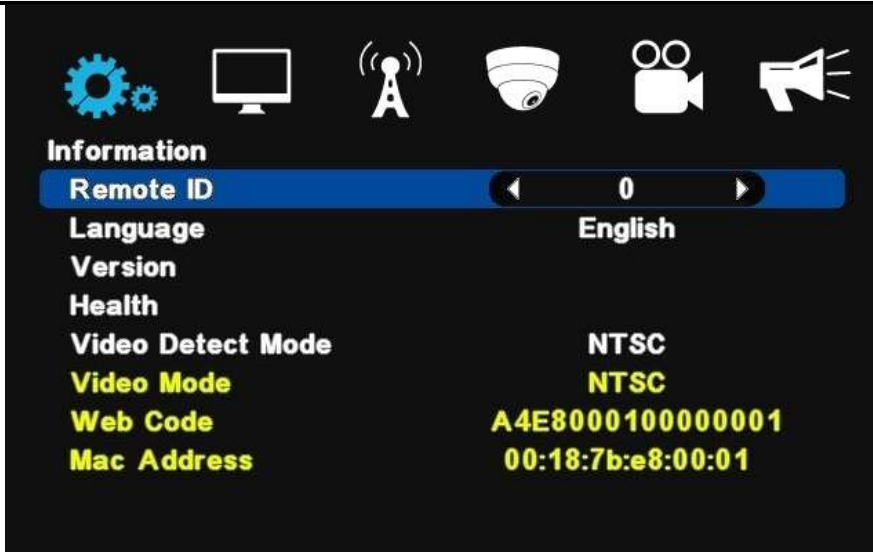 Information
Remote ID 0
Language English
Version
Health
Video Detect Mode NTSC
Video Mode NTSC
Web Code A4E8000100000001
Mac Address 00:18:7b:e8:00:01